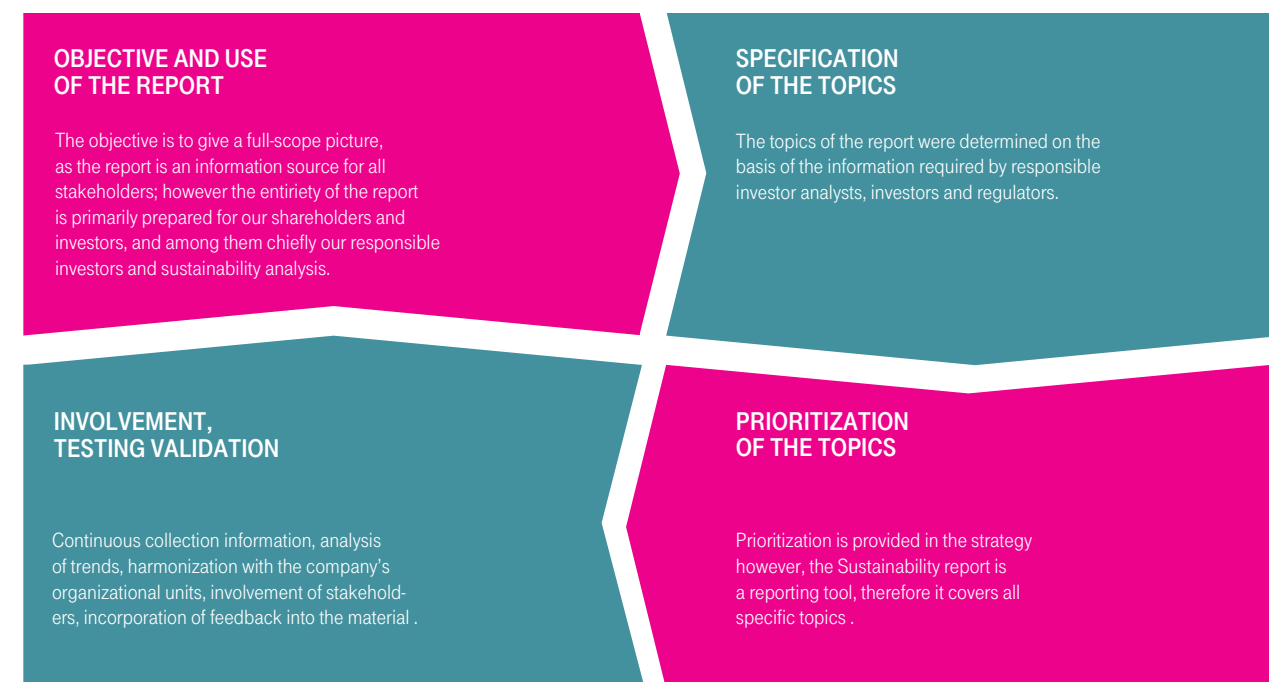 OBJECTIVE AND USE
OF THE REPORT
The objective is to give a full-scope picture,
as the report is an information source for all
stakeholders; however the entiriety of the report
is primarily prepared for our shareholders and
investors, and among them chiefly our responsible
investors and sustainability analysis.
SPECIFICATION
OF THE TOPICS
The topics of the report were determined on the
basis of the information required by responsible
investor analysts, investors and regulators.
INVOLVEMENT,
TESTING VALIDATION
Continuous collection information, analysis
of trends, harmonization with the company's
organizational units, involvement of stakehold-
ers, incorporation of feedback into the material .
PRIORITIZATION
OF THE TOPICS
Prioritization is provided in the strategy
however, the Sustainability report is
a reporting tool, therefore it covers all
specific topics .